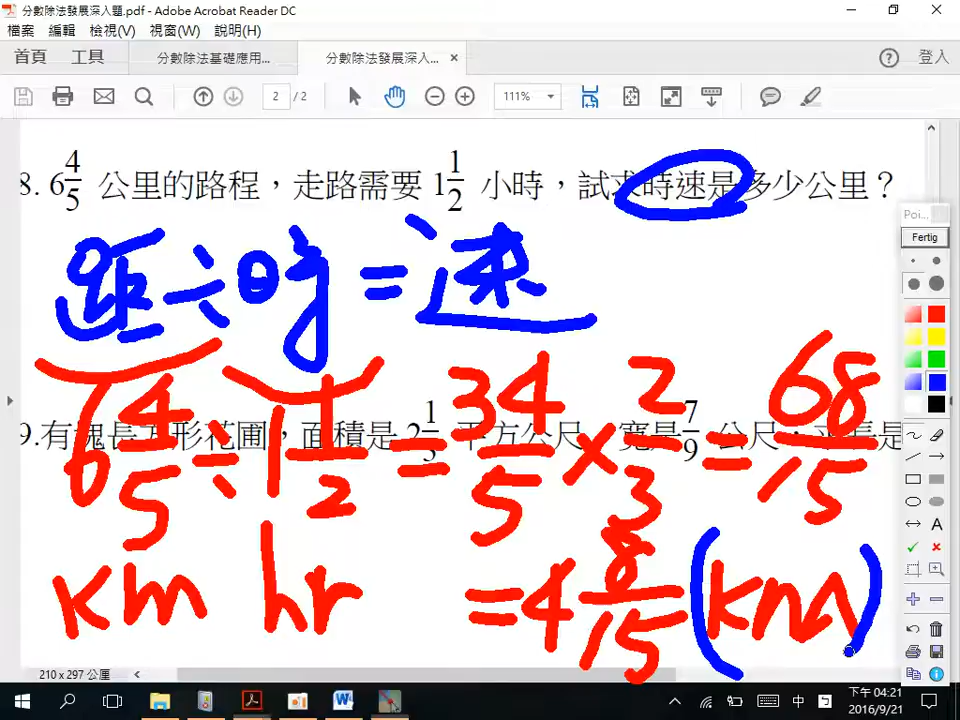 分數除法發展深入題.pdf - Adobe Acrobat Reader DC
檔案 編輯 檢視(V) 視窗(W) 說明(H)
首頁 工具 分數除法基礎應用... 分數除法發展深入... × 登入
2 / 2 111%
8. 6 4/5 公里的路程，走路需要 1 1/2 小時，試求時速是多少公里？
距÷時=速
6 4/5 ÷ 1 1/2 = 34/5 × 2/3 = 68/15
9.有塊長方形花圃，面積是 2 1/3 平方公尺，寬是 7/9 公尺，求長是
km hr = 4 8/15 (km)
Poi...
Fertig
210 x 297 公厘
中
下午 04:21
2016/9/21